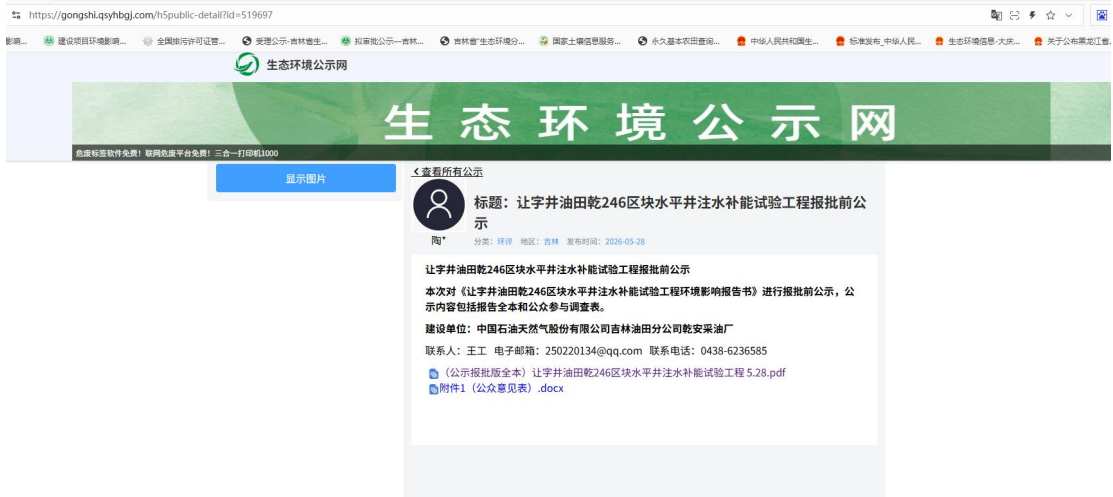 https://gongshi.qsyhbgj.com/h5public-detail?id=519697
影响... 建设项目环境影响... 全国排污许可证管... 受理公示-吉林省生... 拟审批公示—吉林... 吉林省"生态环境分... 国家土壤信息服务... 永久基本农田查询... 中华人民共和国生... 标准发布_中华人民... 生态环境信息-大庆... 关于公布黑龙江省...
生态环境公示网
生态环境公示网
危废标签软件免费！联网危废平台免费！三合一打印机1000
显示图片
<查看所有公示
标题：让字井油田乾246区块水平井注水补能试验工程报批前公
示
陶*
分类：环评 地区：吉林 发布时间：2026-05-28
让字井油田乾246区块水平井注水补能试验工程报批前公示
本次对《让字井油田乾246区块水平井注水补能试验工程环境影响报告书》进行报批前公示，公
示内容包括报告全本和公众参与调查表。
建设单位：中国石油天然气股份有限公司吉林油田分公司乾安采油厂
联系人：王工 电子邮箱：250220134@qq.com 联系电话：0438-6236585
（公示报批版全本）让字井油田乾246区块水平井注水补能试验工程 5.28.pdf
附件1（公众意见表）.docx